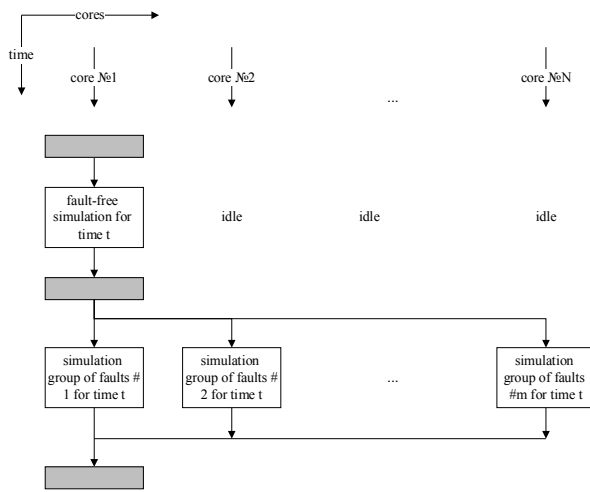 cores
time
core №1
core №2
...
core №N
fault-free
simulation for
time t
idle
idle
idle
simulation
group of faults #
1 for time t
simulation
group of faults #
2 for time t
...
simulation
group of faults
#m for time t